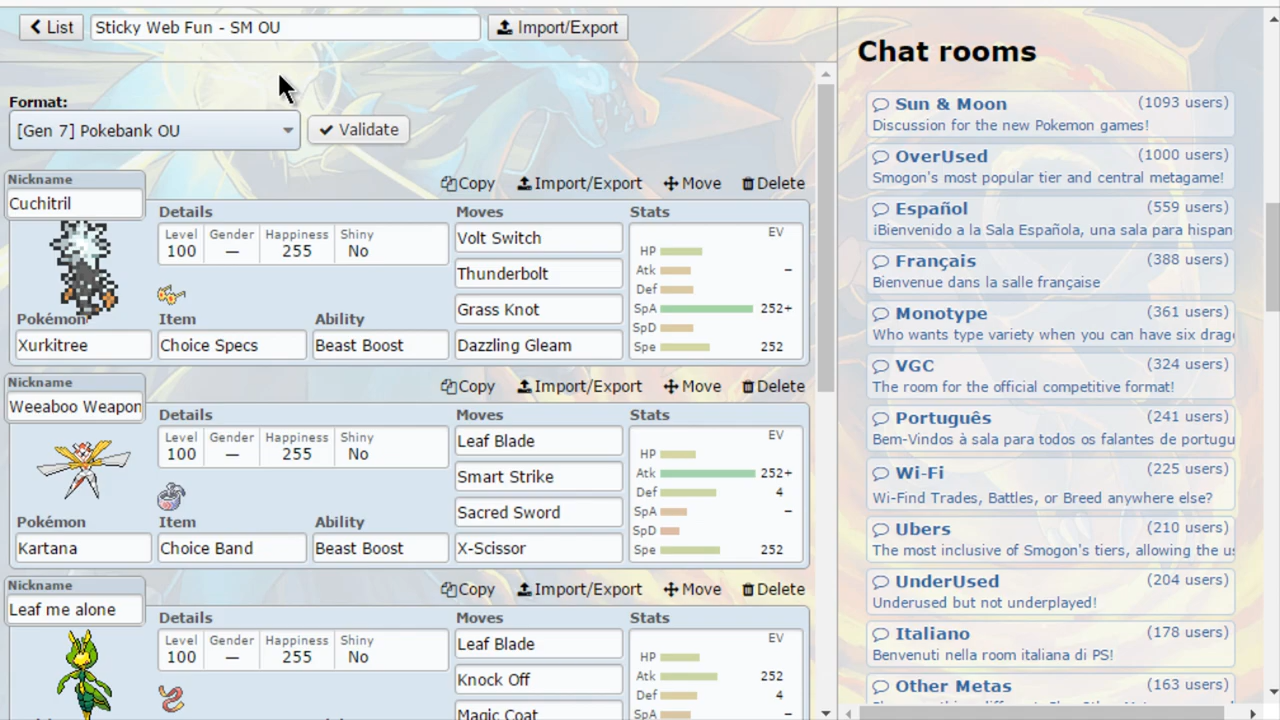 List
Sticky Web Fun - SM OU
Import/Export
Format:
[Gen 7] Pokebank OU
Validate
Nickname
Cuchitril
Copy
Import/Export
Move
Delete
Details
Level
100
Gender
—
Happiness
255
Shiny
No
Pokémon
Xurkitree
Item
Choice Specs
Ability
Beast Boost
Moves
Volt Switch
Thunderbolt
Grass Knot
Dazzling Gleam
Stats
EV
HP
Atk –
Def
SpA 252+
SpD
Spe 252
Nickname
Weeaboo Weapon
Copy
Import/Export
Move
Delete
Details
Level
100
Gender
—
Happiness
255
Shiny
No
Pokémon
Kartana
Item
Choice Band
Ability
Beast Boost
Moves
Leaf Blade
Smart Strike
Sacred Sword
X-Scissor
Stats
EV
HP
Atk 252+
Def 4
SpA –
SpD
Spe 252
Nickname
Leaf me alone
Copy
Import/Export
Move
Delete
Details
Level
100
Gender
—
Happiness
255
Shiny
No
Moves
Leaf Blade
Knock Off
Magic Coat
Stats
EV
HP
Atk 252
Def 4
SpA –
Chat rooms
Sun & Moon (1093 users)
Discussion for the new Pokemon games!
OverUsed (1000 users)
Smogon's most popular tier and central metagame!
Español (559 users)
¡Bienvenido a la Sala Española, una sala para hispan
Français (388 users)
Bienvenue dans la salle française
Monotype (361 users)
Who wants type variety when you can have six drag
VGC (324 users)
The room for the official competitive format!
Português (241 users)
Bem-Vindos à sala para todos os falantes de portugu
Wi-Fi (225 users)
Wi-Find Trades, Battles, or Breed anywhere else?
Ubers (210 users)
The most inclusive of Smogon's tiers, allowing the us
UnderUsed (204 users)
Underused but not underplayed!
Italiano (178 users)
Benvenuti nella room italiana di PS!
Other Metas (163 users)